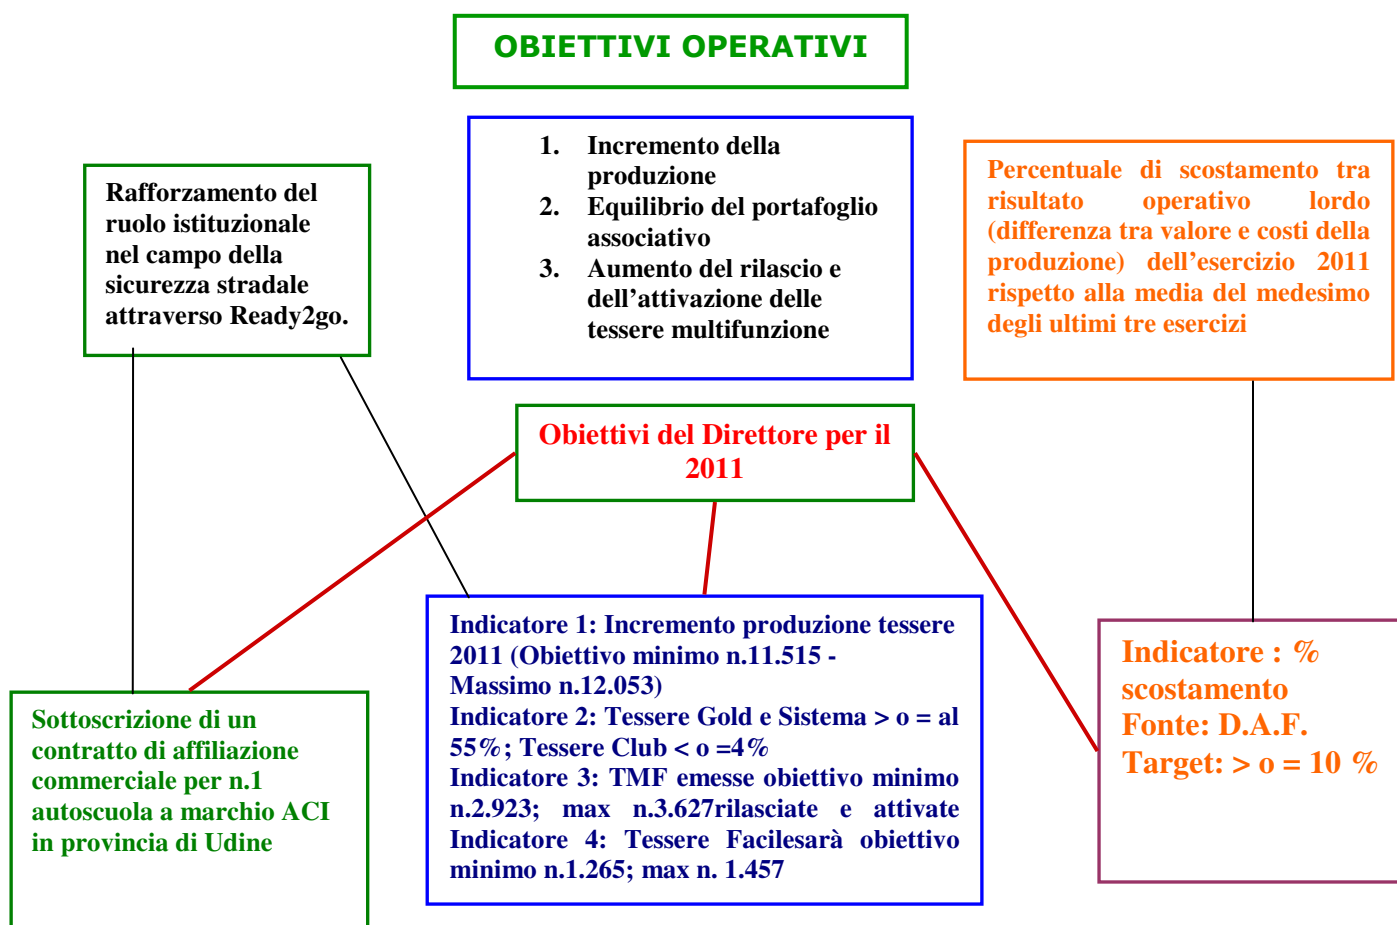 OBIETTIVI OPERATIVI
Rafforzamento del
ruolo istituzionale
nel campo della
sicurezza stradale
attraverso Ready2go.
1. Incremento della
produzione
2. Equilibrio del portafoglio
associativo
3. Aumento del rilascio e
dell’attivazione delle
tessere multifunzione
Percentuale di scostamento tra
risultato operativo lordo
(differenza tra valore e costi della
produzione) dell’esercizio 2011
rispetto alla media del medesimo
degli ultimi tre esercizi
Obiettivi del Direttore per il
2011
Sottoscrizione di un
contratto di affiliazione
commerciale per n.1
autoscuola a marchio ACI
in provincia di Udine
Indicatore 1: Incremento produzione tessere
2011 (Obiettivo minimo n.11.515 -
Massimo n.12.053)
Indicatore 2: Tessere Gold e Sistema > o = al
55%; Tessere Club < o =4%
Indicatore 3: TMF emesse obiettivo minimo
n.2.923; max n.3.627rilasciate e attivate
Indicatore 4: Tessere Facilesarà obiettivo
minimo n.1.265; max n. 1.457
Indicatore : %
scostamento
Fonte: D.A.F.
Target: > o = 10 %